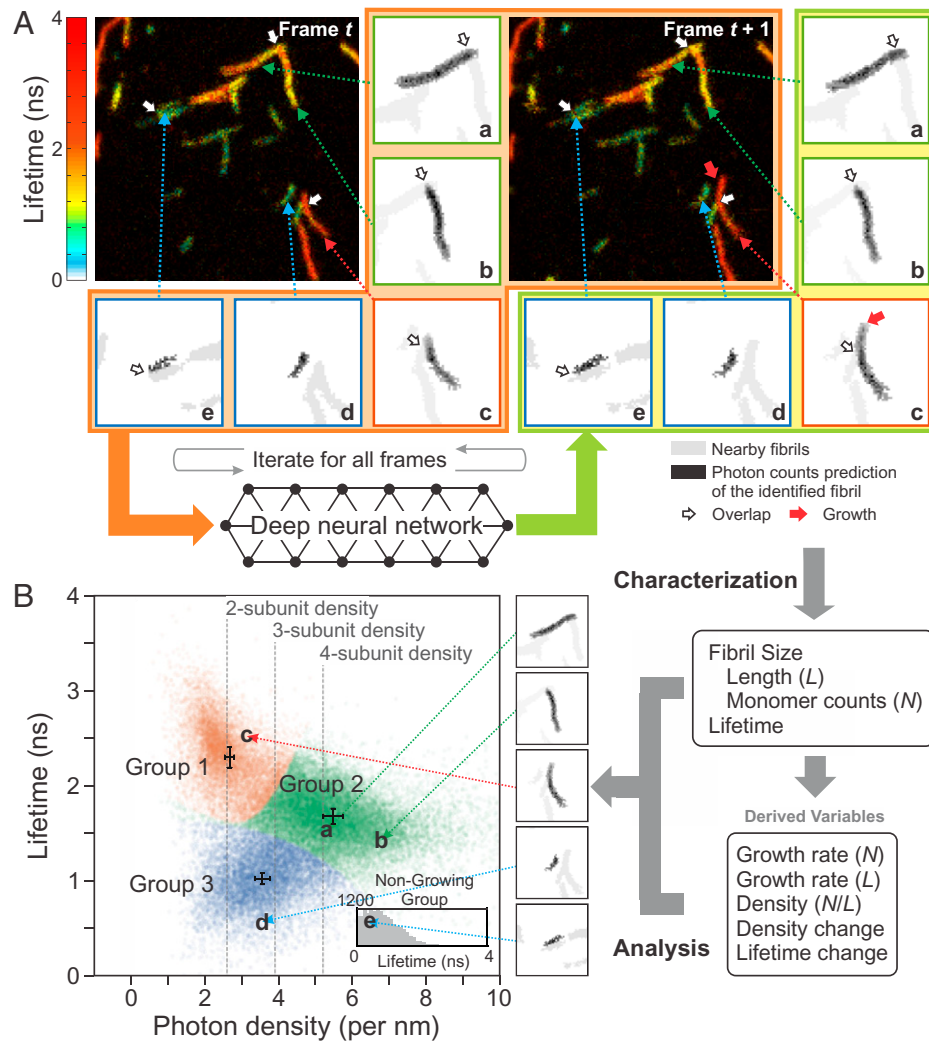 A
Lifetime (ns)
4
2
0
Frame t
Frame t + 1
a
b
c
d
e
a
b
c
d
e
Iterate for all frames
Deep neural network
Nearby fibrils
Photon counts prediction
of the identified fibril
Overlap
Growth
Characterization
Fibril Size
Length (L)
Monomer counts (N)
Lifetime
Derived Variables
Growth rate (N)
Growth rate (L)
Density (N/L)
Density change
Lifetime change
Analysis
B
Lifetime (ns)
4
3
2
1
0
2-subunit density
3-subunit density
4-subunit density
Group 1
c
Group 2
a
b
Group 3
d
Non-Growing
Group
1200
e
0
4
Lifetime (ns)
0
2
4
6
8
10
Photon density (per nm)